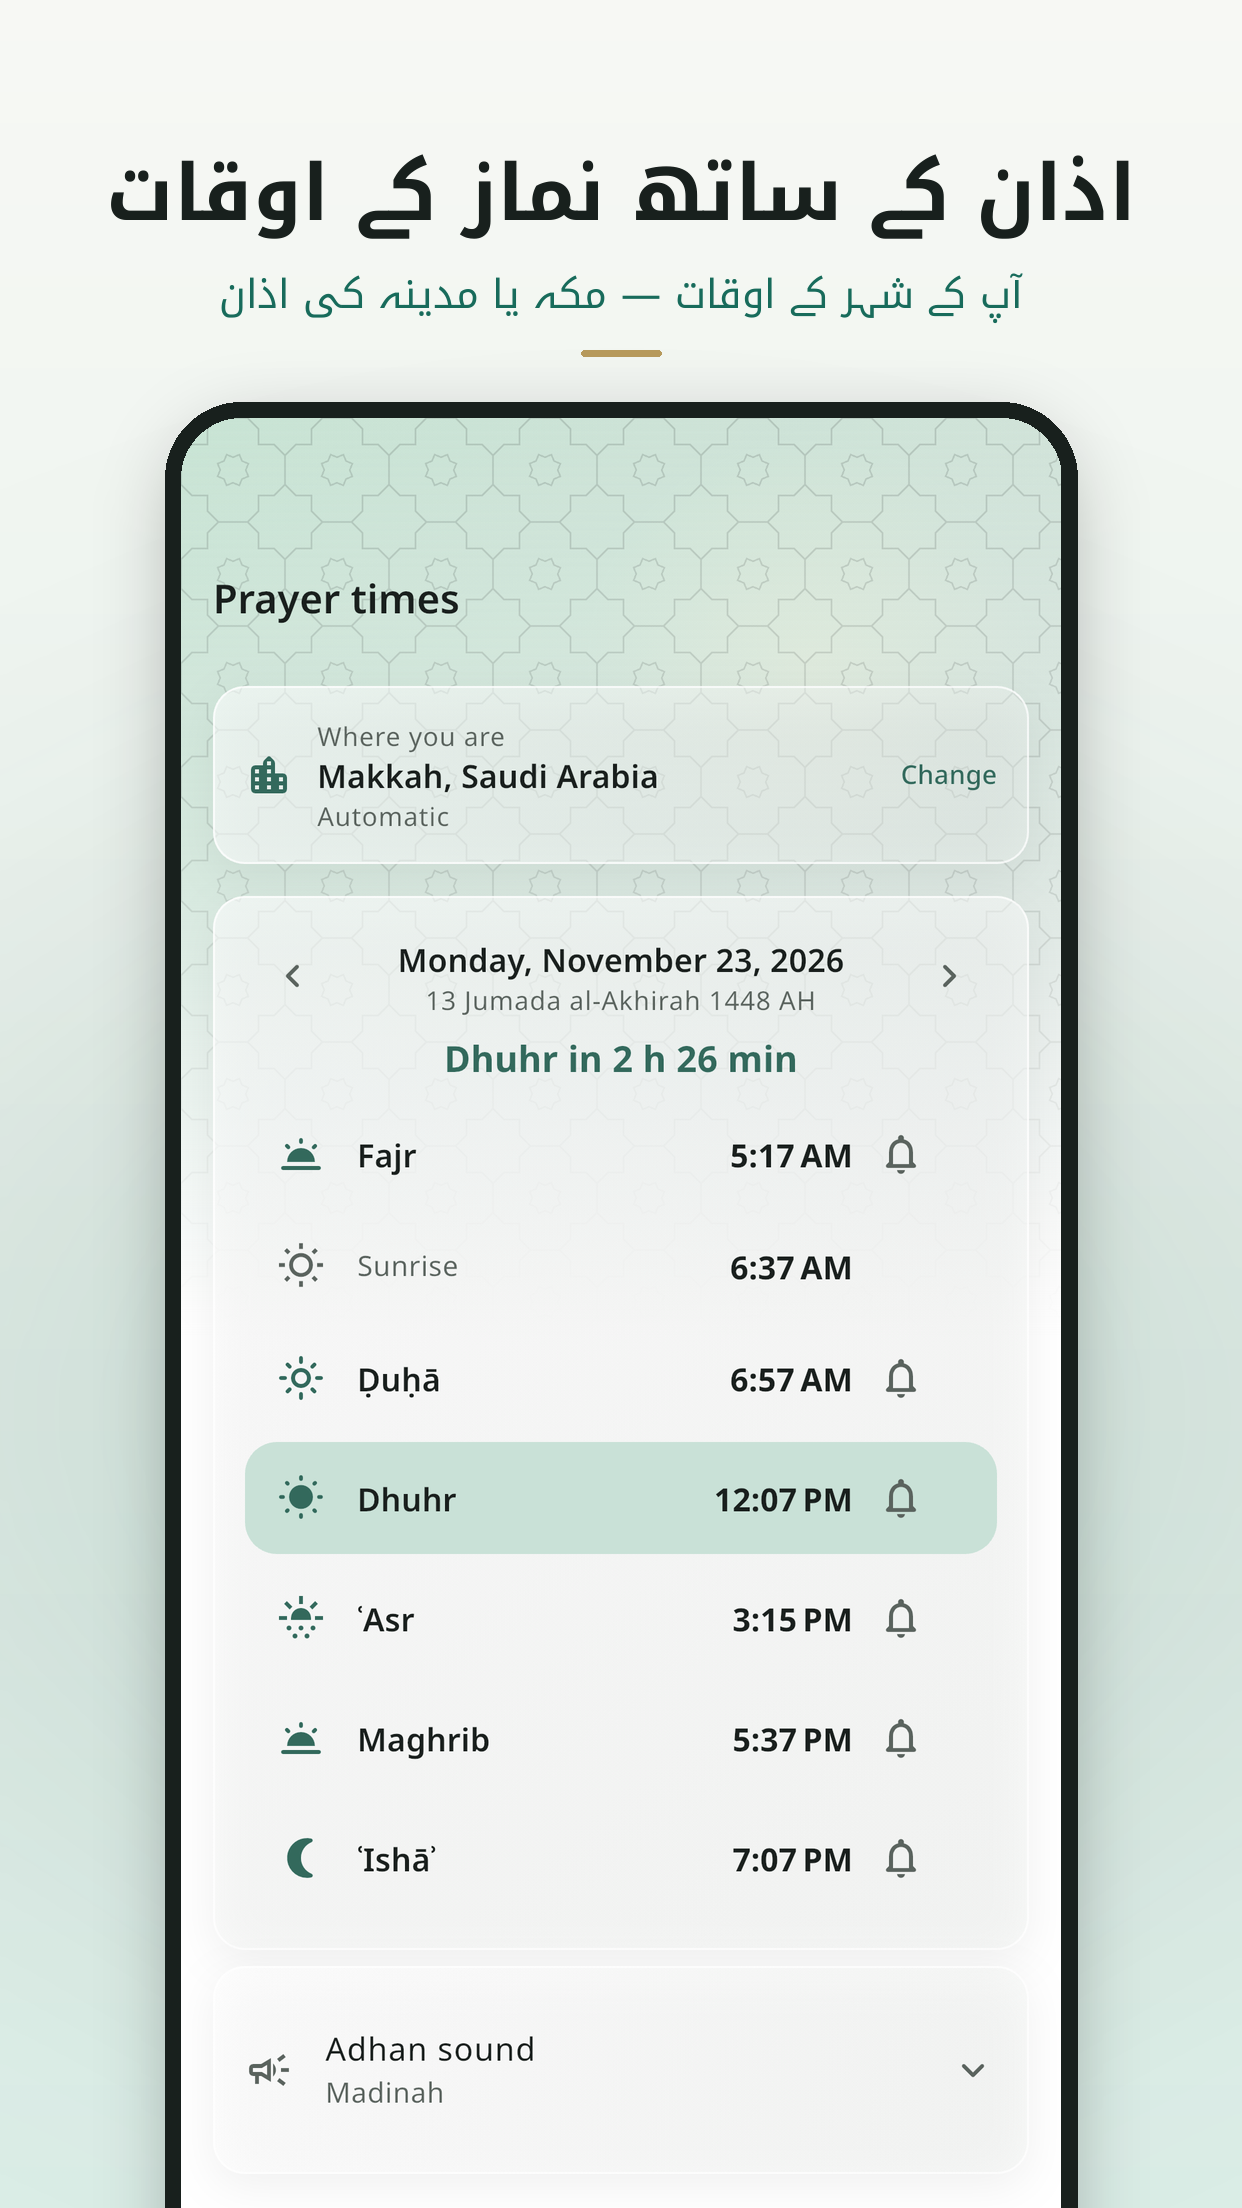 اذان کے ساتھ نماز کے اوقات
آپ کے شہر کے اوقات — مکہ یا مدینہ کی اذان
Prayer times
Where you are
Makkah, Saudi Arabia
Automatic
Change
Monday, November 23, 2026
13 Jumada al-Akhirah 1448 AH
Dhuhr in 2 h 26 min
Fajr 5:17 AM
Sunrise 6:37 AM
Ḍuḥā 6:57 AM
Dhuhr 12:07 PM
ʿAsr 3:15 PM
Maghrib 5:37 PM
ʿIshāʾ 7:07 PM
Adhan sound
Madinah